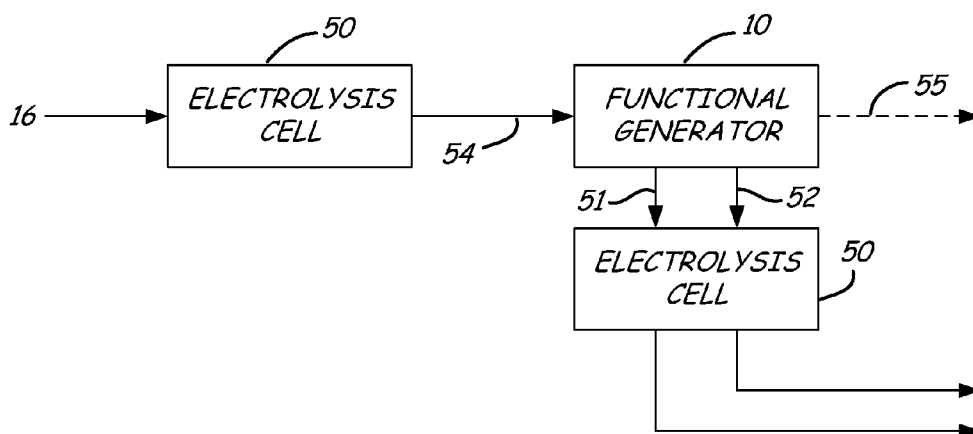 50
10
16
ELECTROLYSIS
CELL
54
FUNCTIONAL
GENERATOR
55
51
52
ELECTROLYSIS
CELL
50